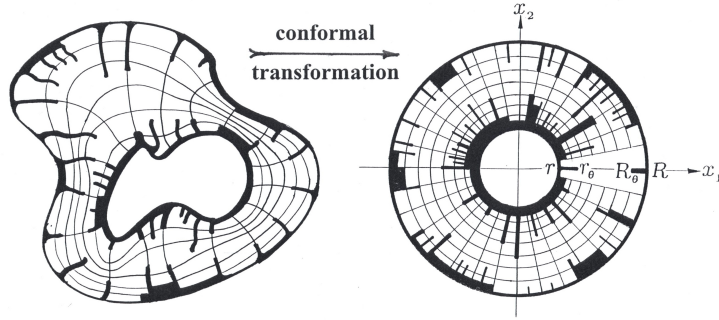 conformal
transformation
x₂
r r_θ R_θ R x₁